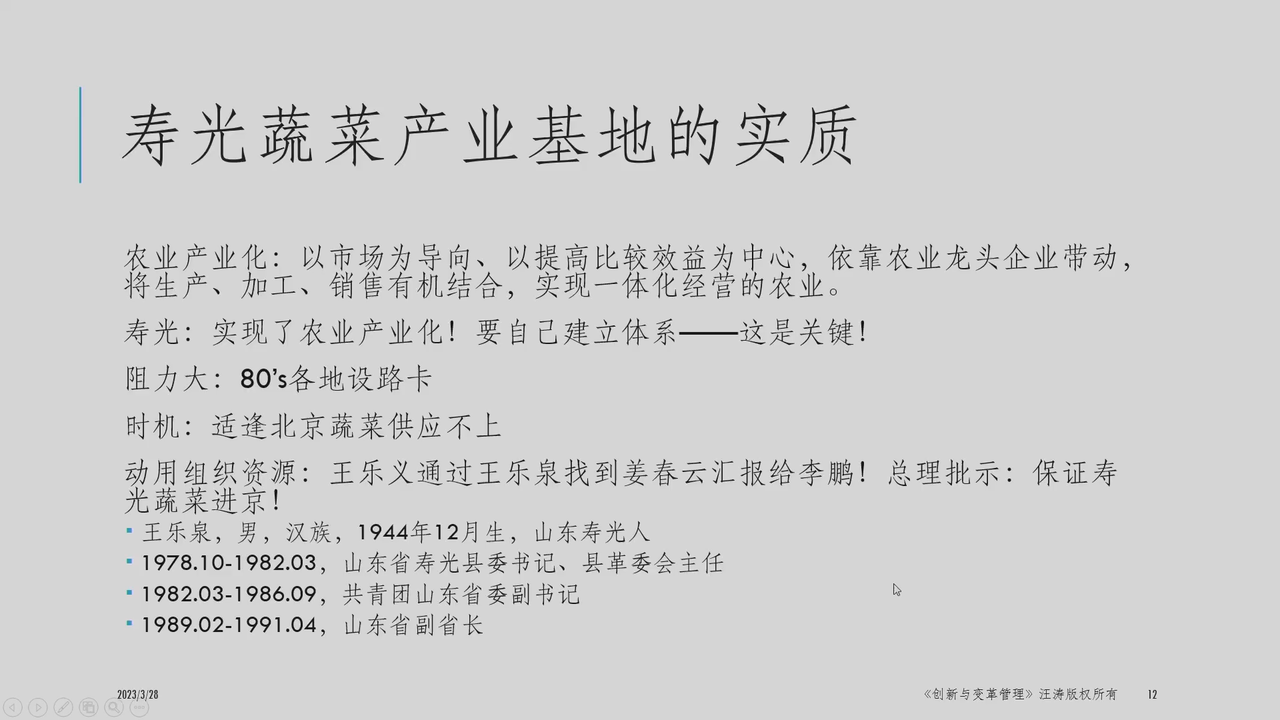 寿光蔬菜产业基地的实质
农业产业化：以市场为导向、以提高比较效益为中心，依靠农业龙头企业带动，
将生产、加工、销售有机结合，实现一体化经营的农业。
寿光：实现了农业产业化！要自己建立体系——这是关键！
阻力大：80’s各地设路卡
时机：适逢北京蔬菜供应不上
动用组织资源：王乐义通过王乐泉找到姜春云汇报给李鹏！总理批示：保证寿
光蔬菜进京！
▪ 王乐泉，男，汉族，1944年12月生，山东寿光人
▪ 1978.10-1982.03，山东省寿光县委书记、县革委会主任
▪ 1982.03-1986.09，共青团山东省委副书记
▪ 1989.02-1991.04，山东省副省长
2023/3/28
《创新与变革管理》汪涛版权所有
12